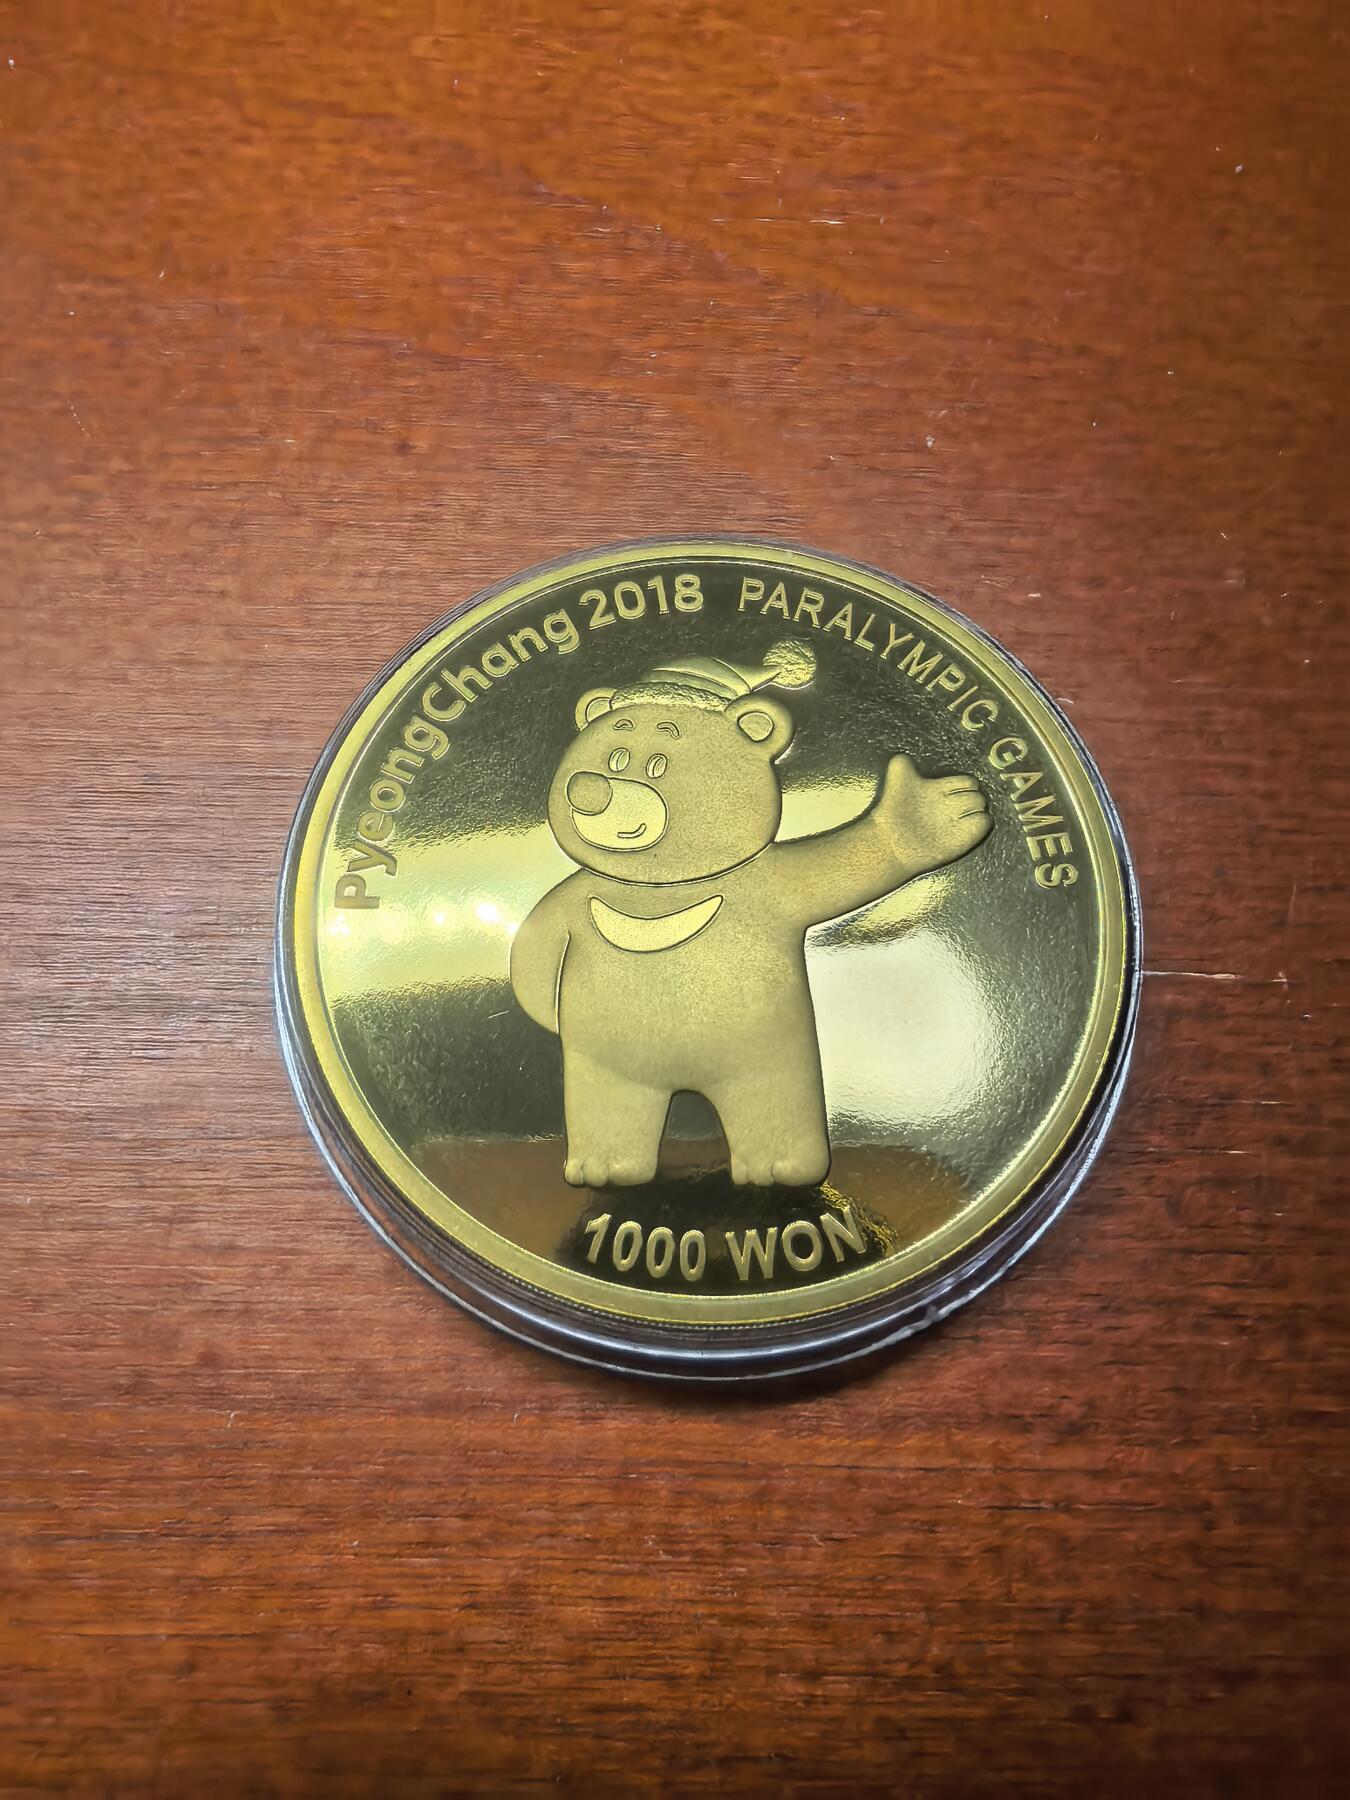 PyeongChang 2018 PARALYMPIC GAMES
1000 WON